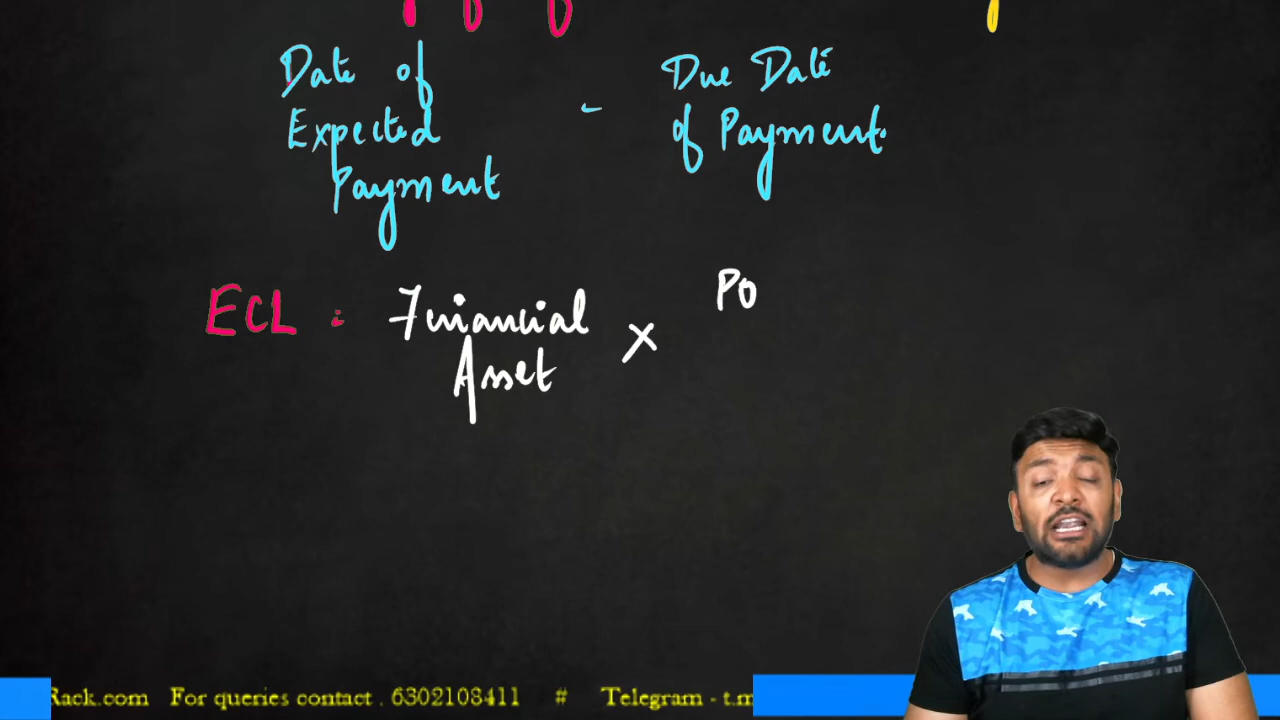 Date of
Expected
Payment
- Due Date
of Payment.
ECL : Financial
Asset
X
PO
Rack.com For queries contact . 6302108411 # Telegram - t.m